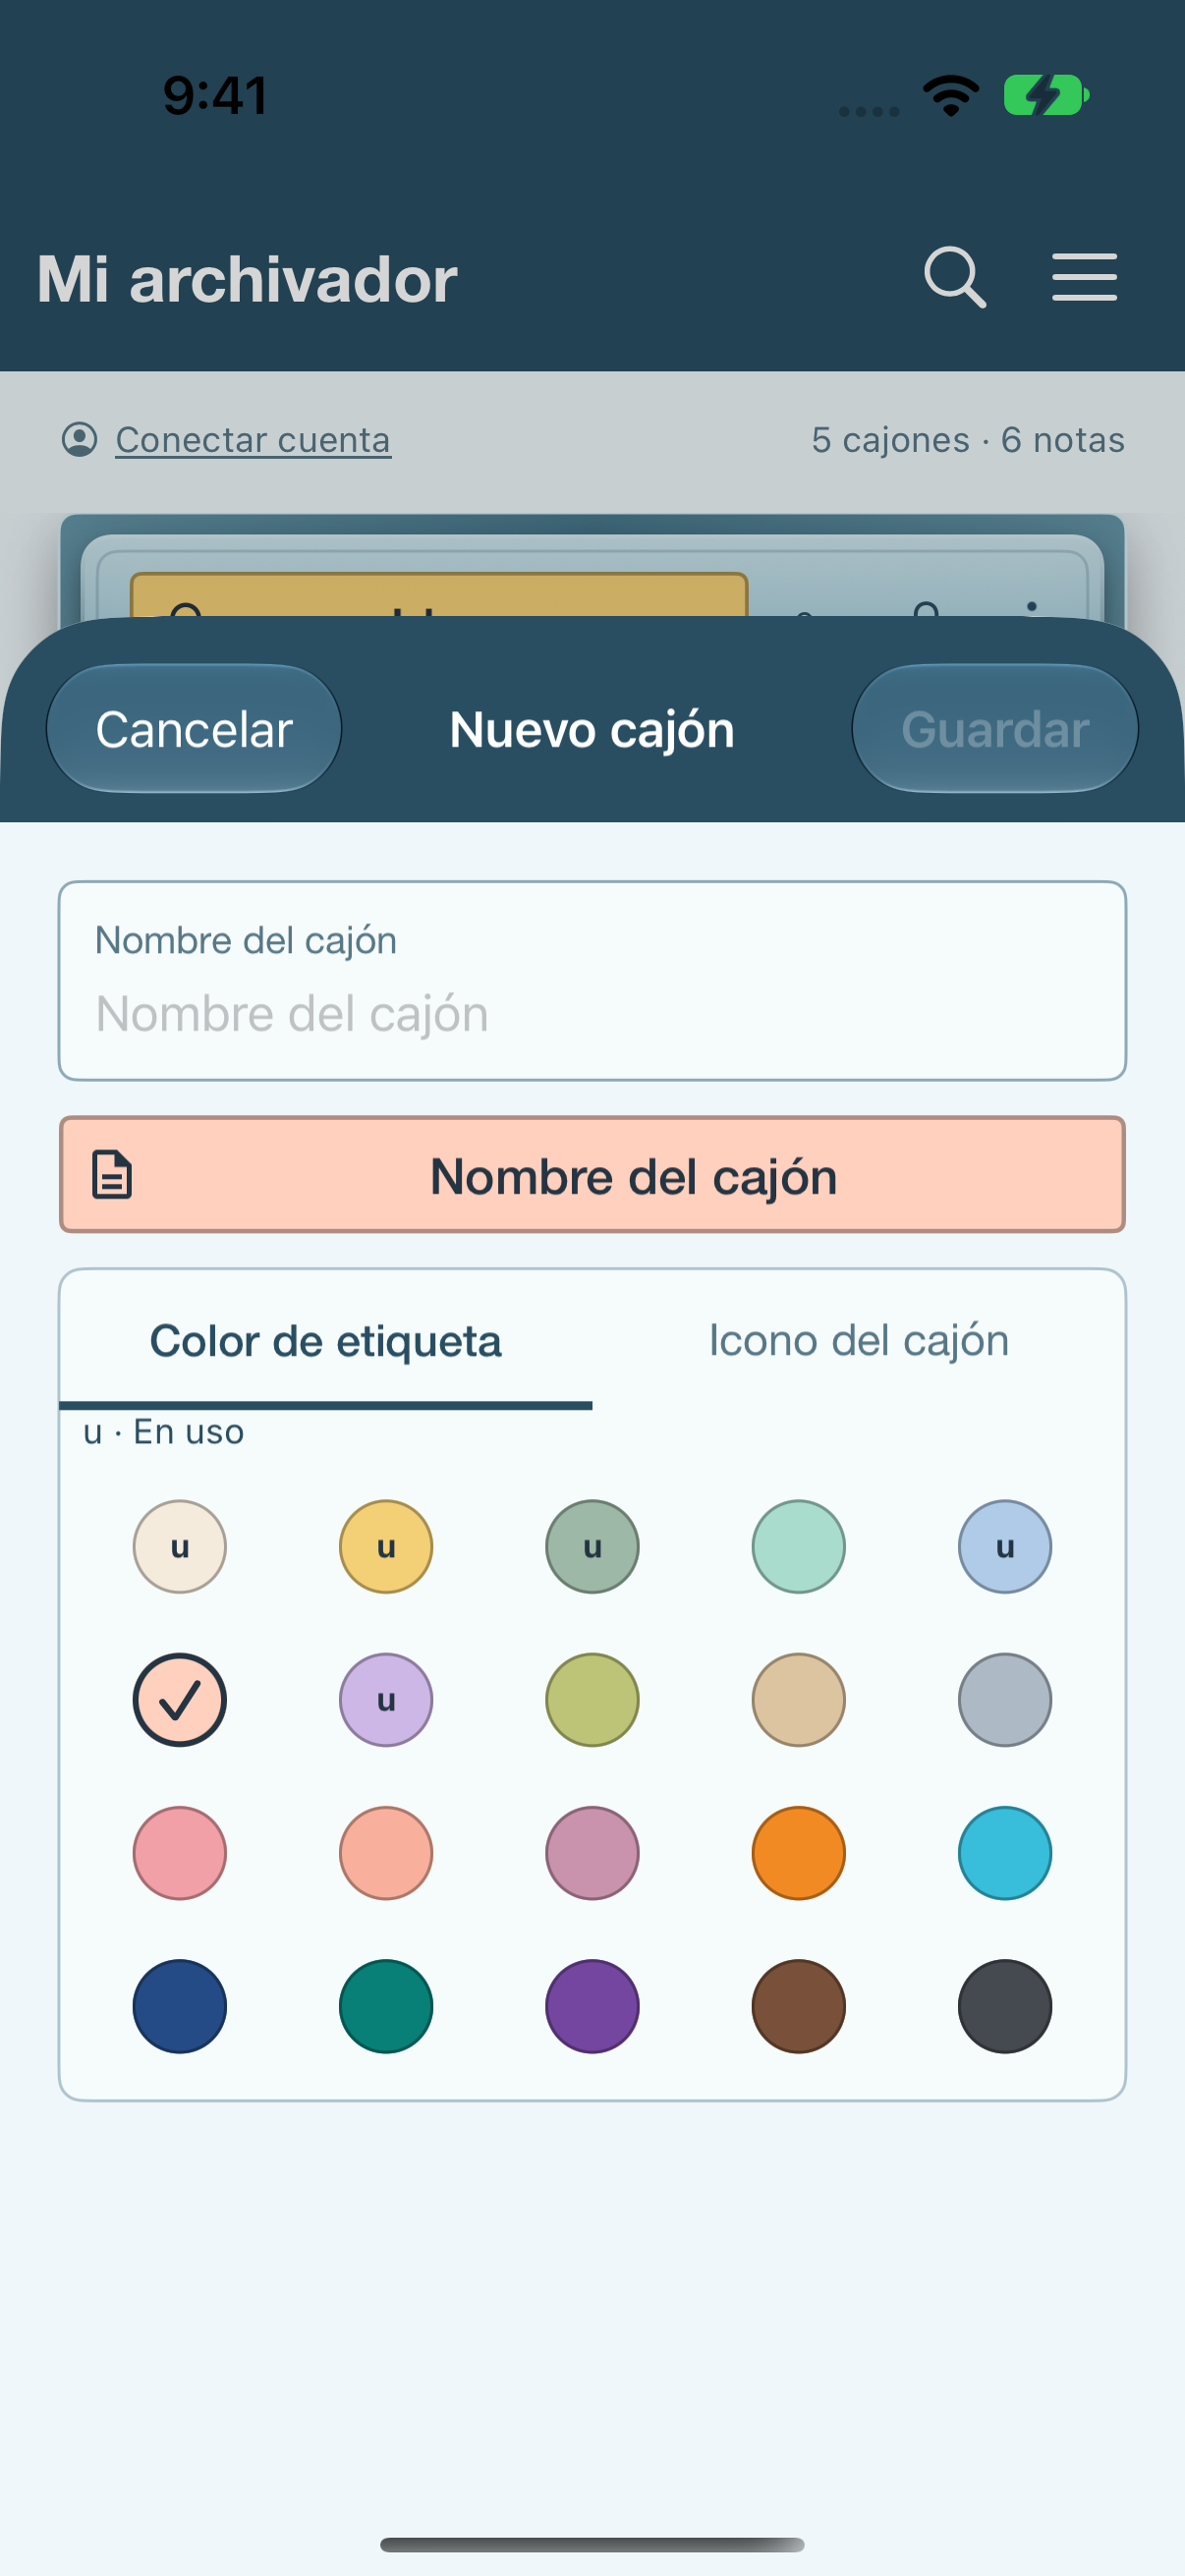 9:41
Mi archivador
Conectar cuenta
5 cajones · 6 notas
Cancelar
Nuevo cajón
Guardar
Nombre del cajón
Nombre del cajón
Nombre del cajón
Color de etiqueta
Icono del cajón
u · En uso
u
u
u
u
u